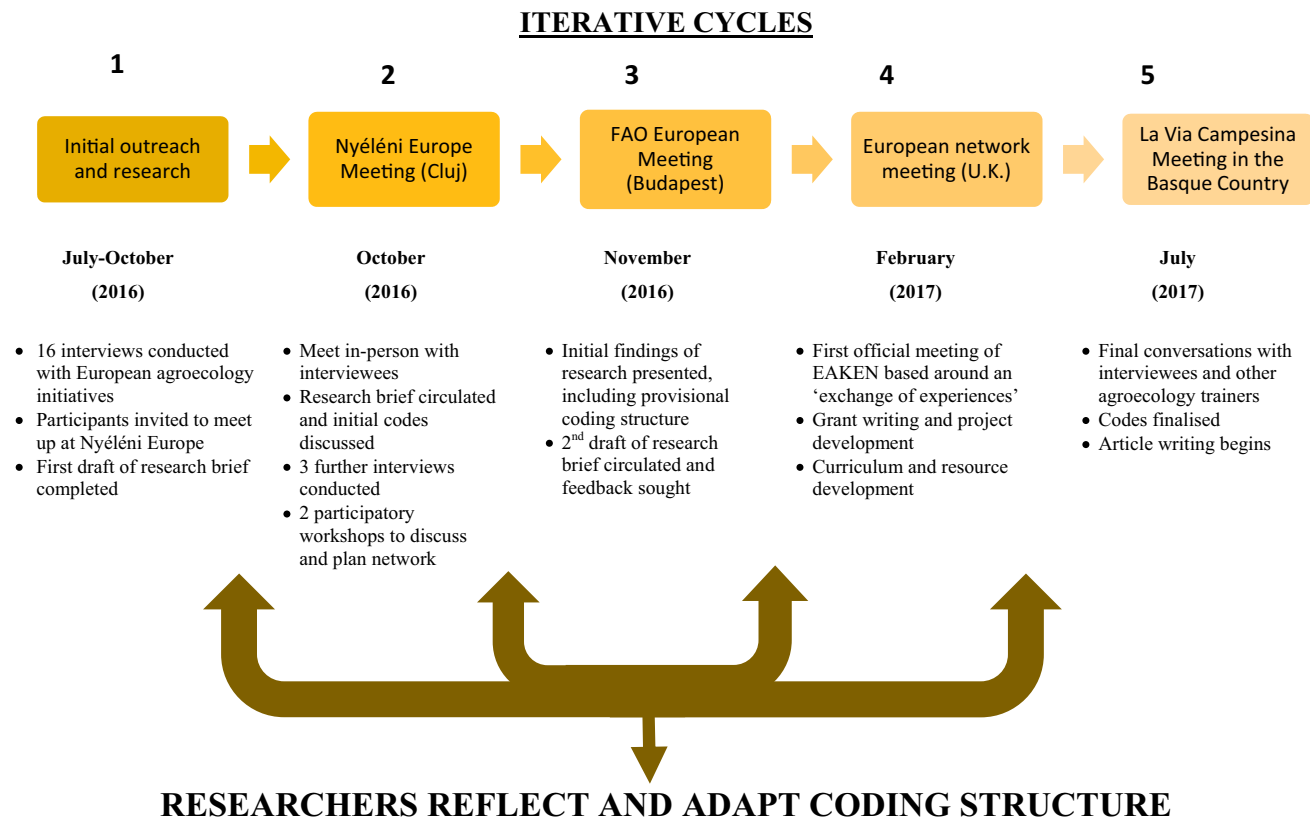 ITERATIVE CYCLES
1
2
3
4
5
Initial outreach
and research
Nyéléni Europe
Meeting (Cluj)
FAO European
Meeting
(Budapest)
European network
meeting (U.K.)
La Via Campesina
Meeting in the
Basque Country
July-October
(2016)
October
(2016)
November
(2016)
February
(2017)
July
(2017)
• 16 interviews conducted
with European agroecology
initiatives
• Participants invited to meet
up at Nyéléni Europe
• First draft of research brief
completed
• Meet in-person with
interviewees
• Research brief circulated
and initial codes
discussed
• 3 further interviews
conducted
• 2 participatory
workshops to discuss
and plan network
• Initial findings of
research presented,
including provisional
coding structure
• 2nd draft of research
brief circulated and
feedback sought
• First official meeting of
EAKEN based around an
‘exchange of experiences’
• Grant writing and project
development
• Curriculum and resource
development
• Final conversations with
interviewees and other
agroecology trainers
• Codes finalised
• Article writing begins
RESEARCHERS REFLECT AND ADAPT CODING STRUCTURE